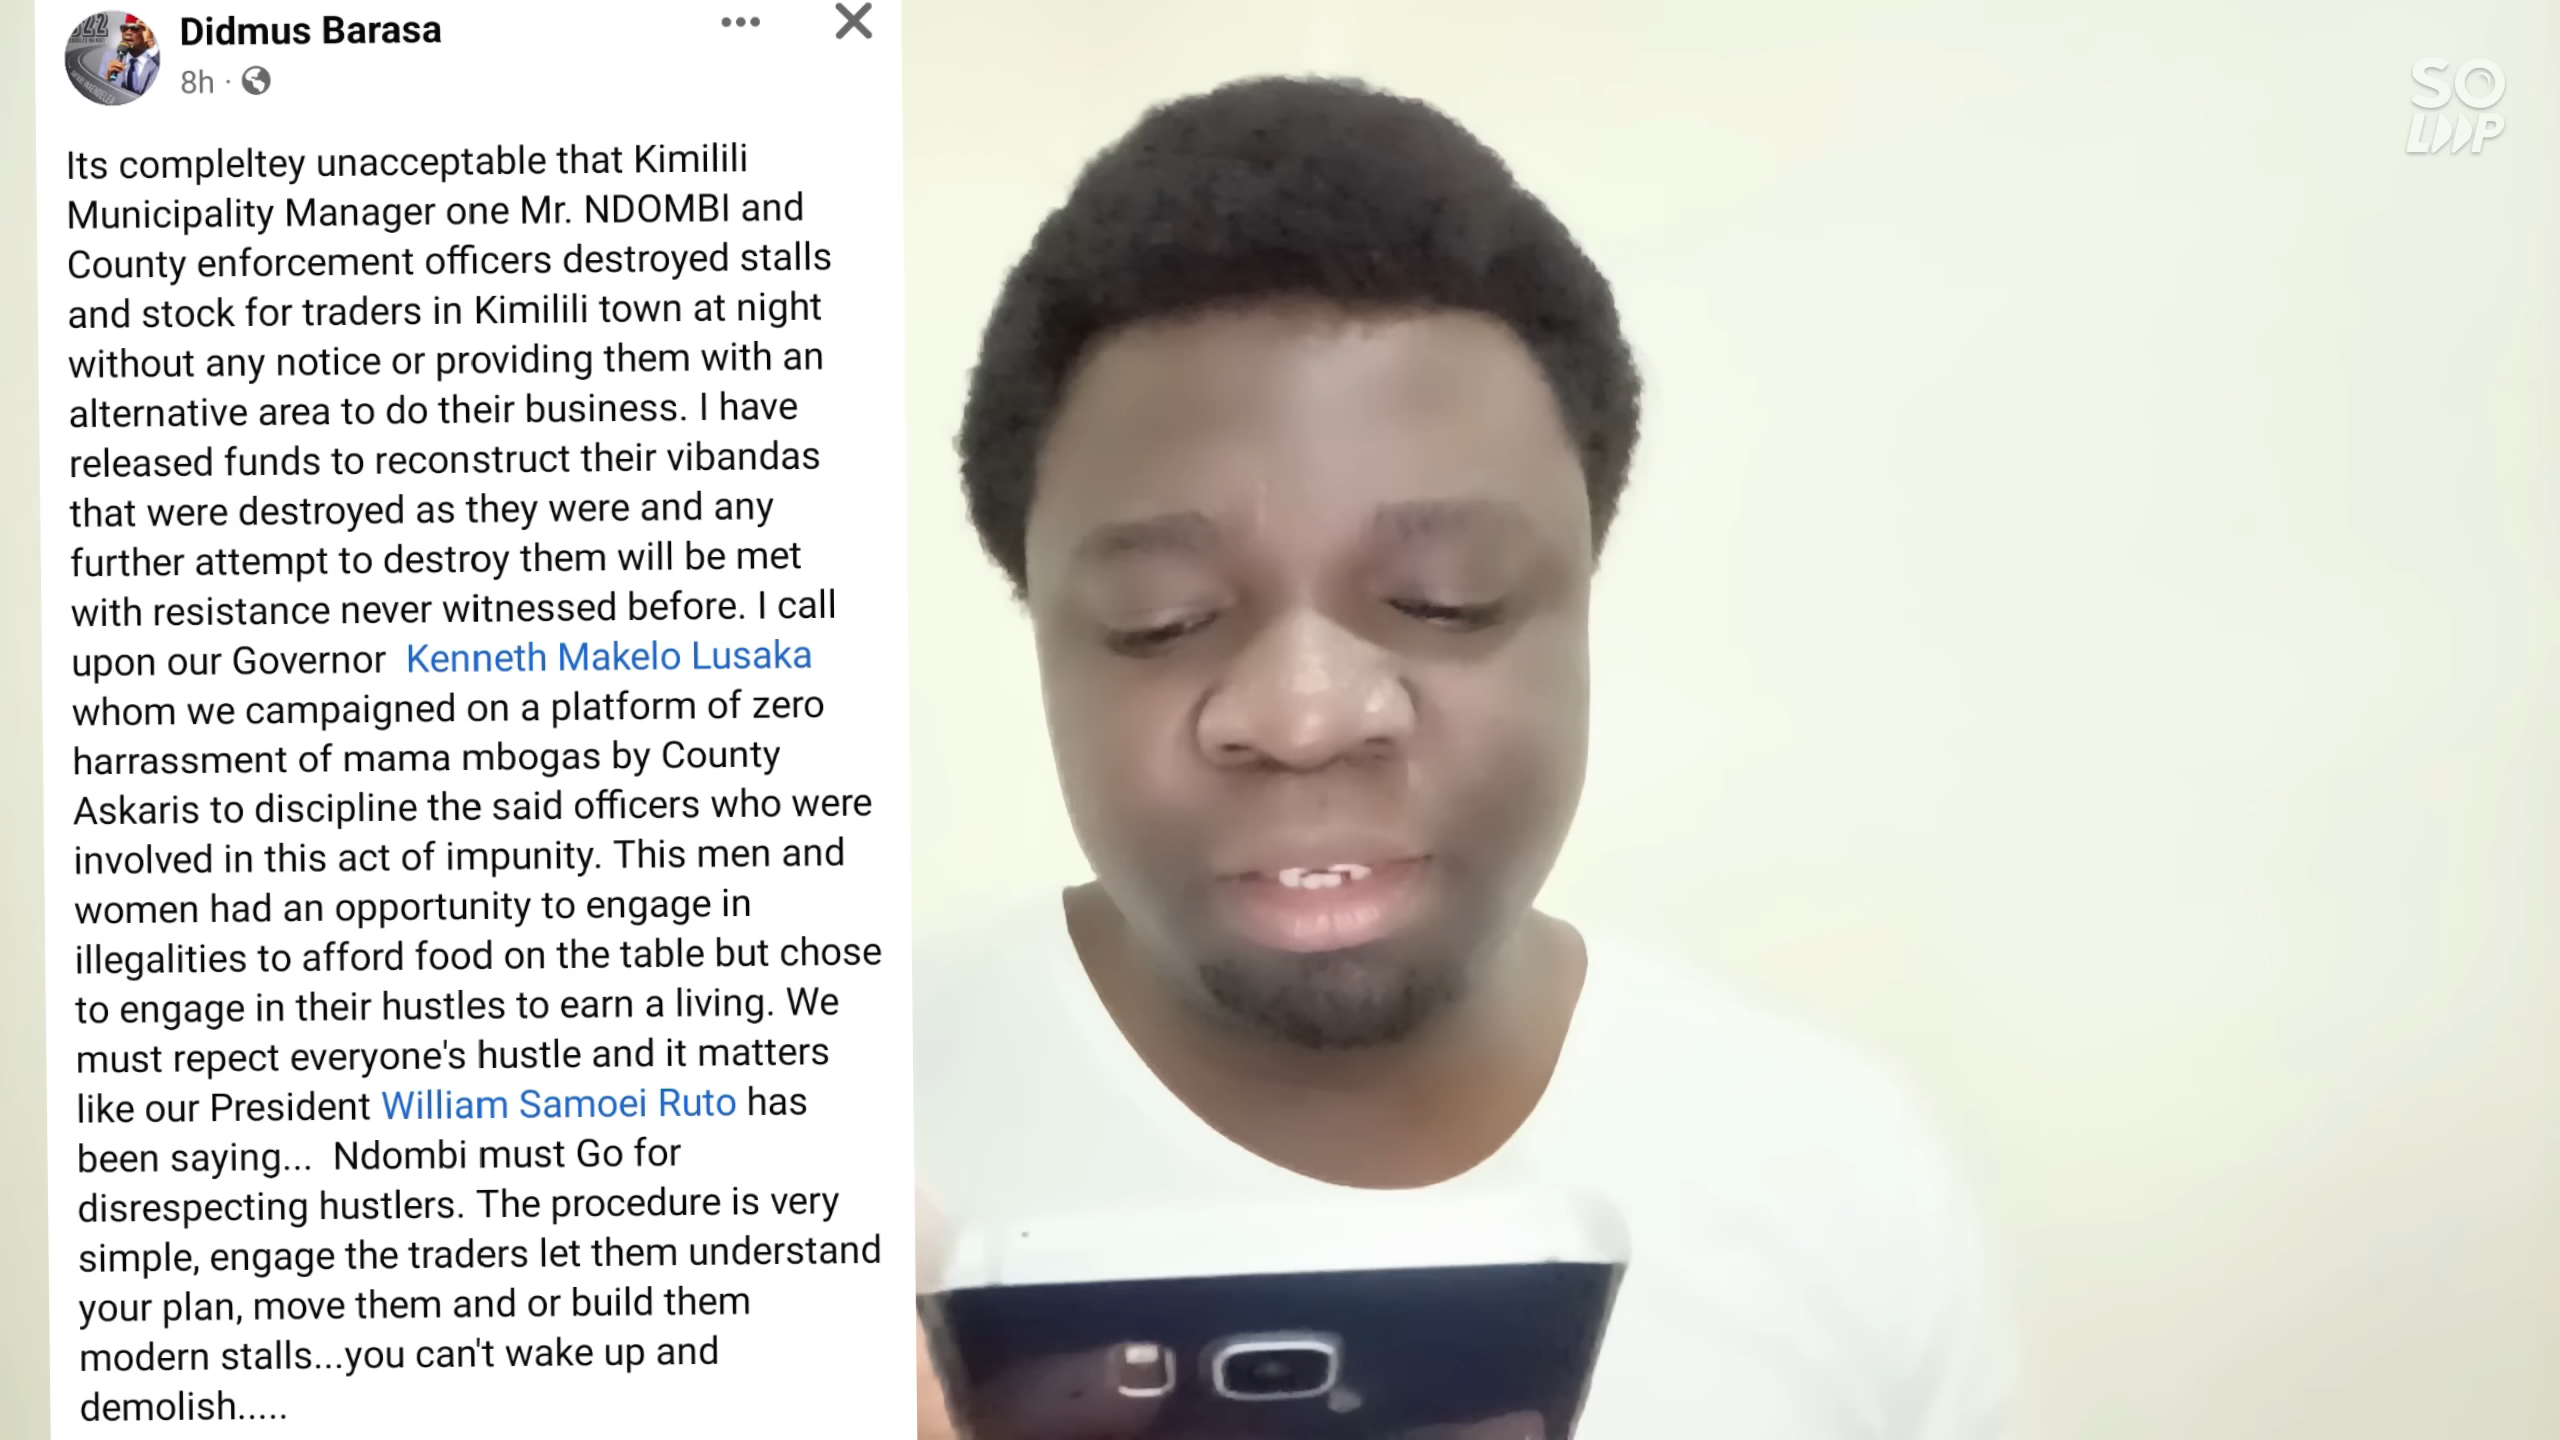 Didmus Barasa
8h
Its compleltey unacceptable that Kimilili
Municipality Manager one Mr. NDOMBI and
County enforcement officers destroyed stalls
and stock for traders in Kimilili town at night
without any notice or providing them with an
alternative area to do their business. I have
released funds to reconstruct their vibandas
that were destroyed as they were and any
further attempt to destroy them will be met
with resistance never witnessed before. I call
upon our Governor Kenneth Makelo Lusaka
whom we campaigned on a platform of zero
harrassment of mama mbogas by County
Askaris to discipline the said officers who were
involved in this act of impunity. This men and
women had an opportunity to engage in
illegalities to afford food on the table but chose
to engage in their hustles to earn a living. We
must repect everyone's hustle and it matters
like our President William Samoei Ruto has
been saying... Ndombi must Go for
disrespecting hustlers. The procedure is very
simple, engage the traders let them understand
your plan, move them and or build them
modern stalls...you can't wake up and
demolish.....
SO
LOOP